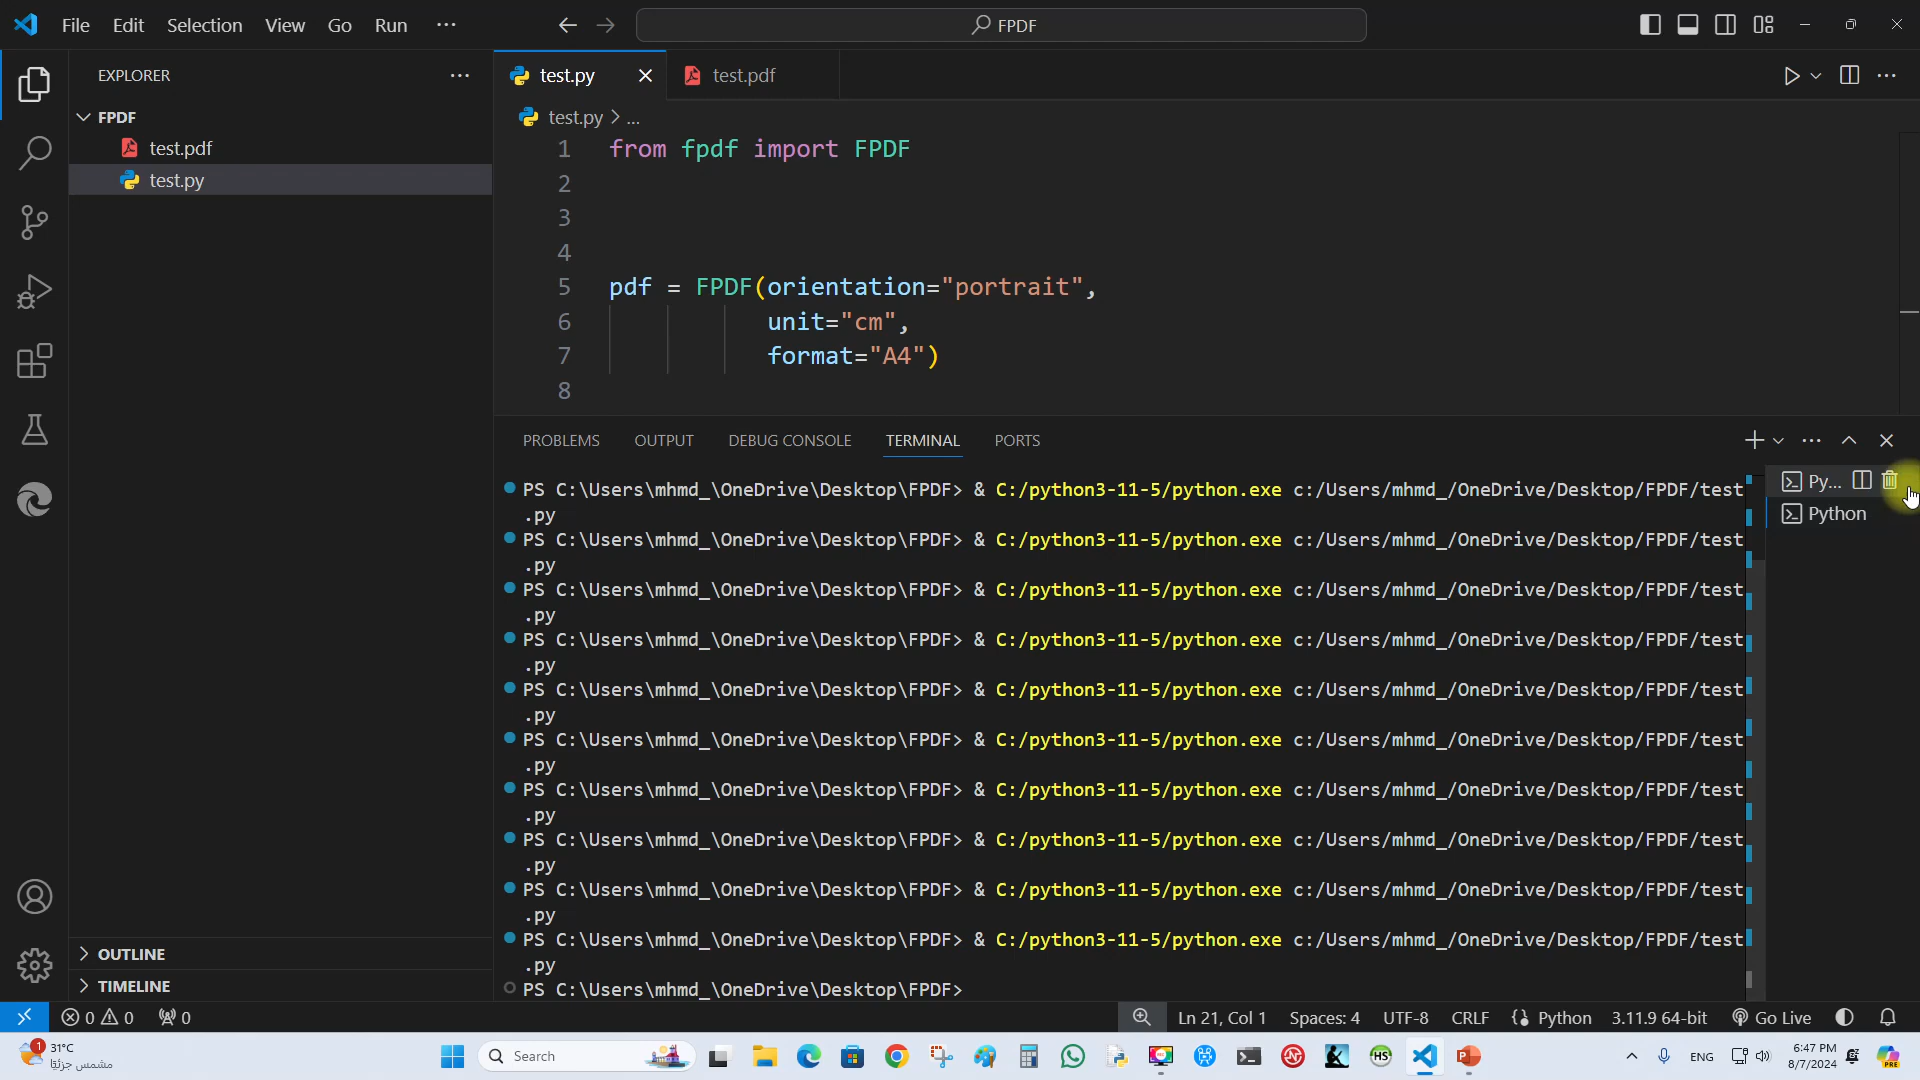 File Edit Selection View Go Run ...
FPDF
EXPLORER
FPDF
test.pdf
test.py
OUTLINE
TIMELINE
test.py
test.pdf
test.py > ...
1 from fpdf import FPDF
2
3
4
5 pdf = FPDF(orientation="portrait",
6 unit="cm",
7 format="A4")
8
PROBLEMS OUTPUT DEBUG CONSOLE TERMINAL PORTS
PS C:\Users\mhmd_\OneDrive\Desktop\FPDF> & C:/python3-11-5/python.exe c:/Users/mhmd_/OneDrive/Desktop/FPDF/test
.py
PS C:\Users\mhmd_\OneDrive\Desktop\FPDF> & C:/python3-11-5/python.exe c:/Users/mhmd_/OneDrive/Desktop/FPDF/test
.py
PS C:\Users\mhmd_\OneDrive\Desktop\FPDF> & C:/python3-11-5/python.exe c:/Users/mhmd_/OneDrive/Desktop/FPDF/test
.py
PS C:\Users\mhmd_\OneDrive\Desktop\FPDF> & C:/python3-11-5/python.exe c:/Users/mhmd_/OneDrive/Desktop/FPDF/test
.py
PS C:\Users\mhmd_\OneDrive\Desktop\FPDF> & C:/python3-11-5/python.exe c:/Users/mhmd_/OneDrive/Desktop/FPDF/test
.py
PS C:\Users\mhmd_\OneDrive\Desktop\FPDF> & C:/python3-11-5/python.exe c:/Users/mhmd_/OneDrive/Desktop/FPDF/test
.py
PS C:\Users\mhmd_\OneDrive\Desktop\FPDF> & C:/python3-11-5/python.exe c:/Users/mhmd_/OneDrive/Desktop/FPDF/test
.py
PS C:\Users\mhmd_\OneDrive\Desktop\FPDF> & C:/python3-11-5/python.exe c:/Users/mhmd_/OneDrive/Desktop/FPDF/test
.py
PS C:\Users\mhmd_\OneDrive\Desktop\FPDF> & C:/python3-11-5/python.exe c:/Users/mhmd_/OneDrive/Desktop/FPDF/test
.py
PS C:\Users\mhmd_\OneDrive\Desktop\FPDF> & C:/python3-11-5/python.exe c:/Users/mhmd_/OneDrive/Desktop/FPDF/test
.py
PS C:\Users\mhmd_\OneDrive\Desktop\FPDF>
Py...
Python
0 0 0 Ln 21, Col 1 Spaces: 4 UTF-8 CRLF Python 3.11.9 64-bit Go Live
1
31°C
مشمس جزئيًا
Search
HS
ENG
6:47 PM
8/7/2024
PRE